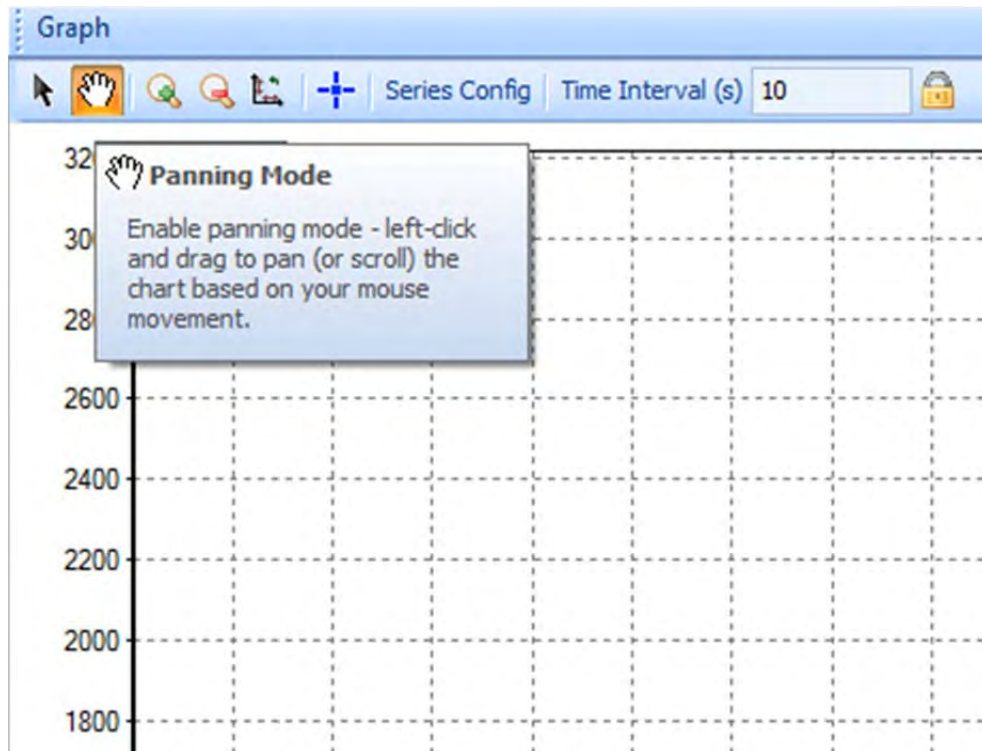 Graph
Series Config Time Interval (s) 10
Panning Mode
Enable panning mode - left-click
and drag to pan (or scroll) the
chart based on your mouse
movement.
2600
2400
2200
2000
1800